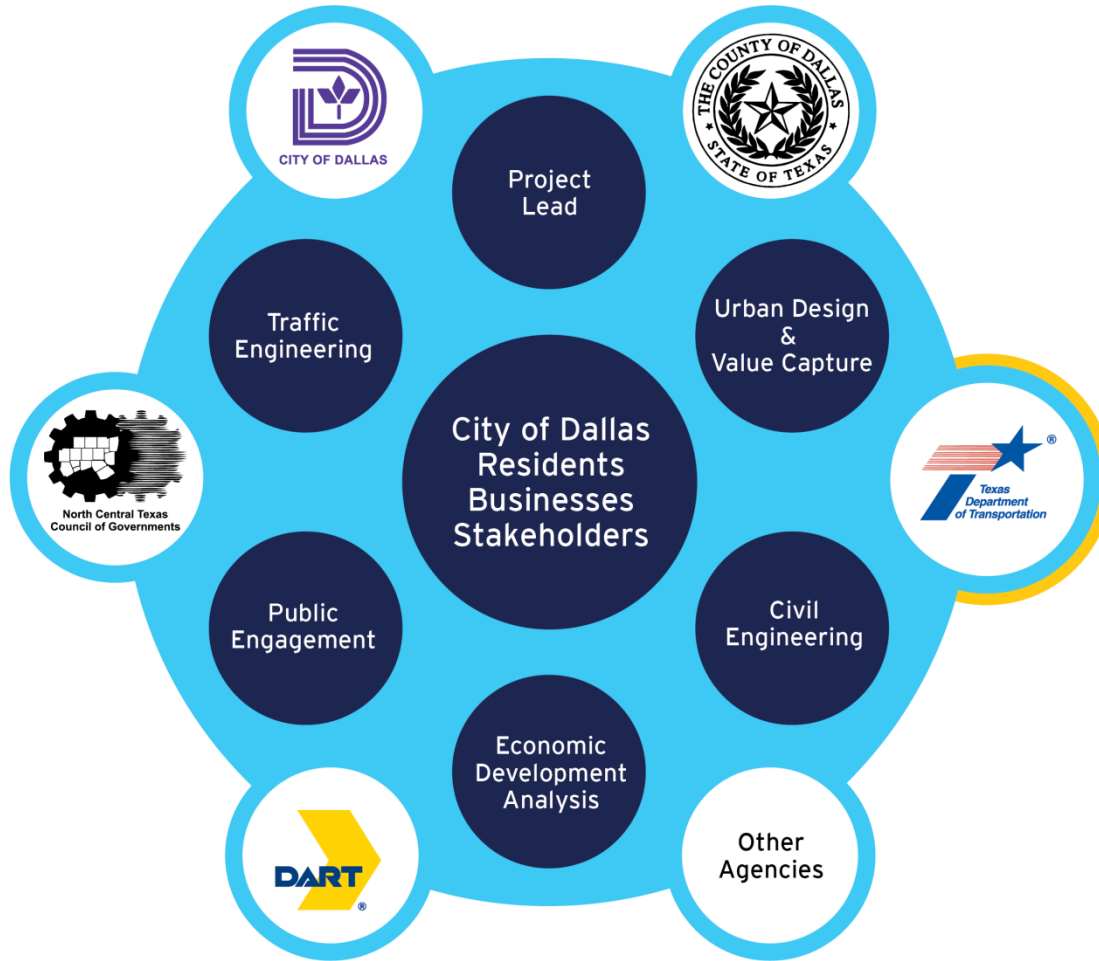 CITY OF DALLAS
THE COUNTY OF DALLAS
STATE OF TEXAS
Project
Lead
Traffic
Engineering
Urban Design
&
Value Capture
City of Dallas
Residents
Businesses
Stakeholders
North Central Texas
Council of Governments
®
Texas
Department
of Transportation
Public
Engagement
Civil
Engineering
Economic
Development
Analysis
DART
®
Other
Agencies